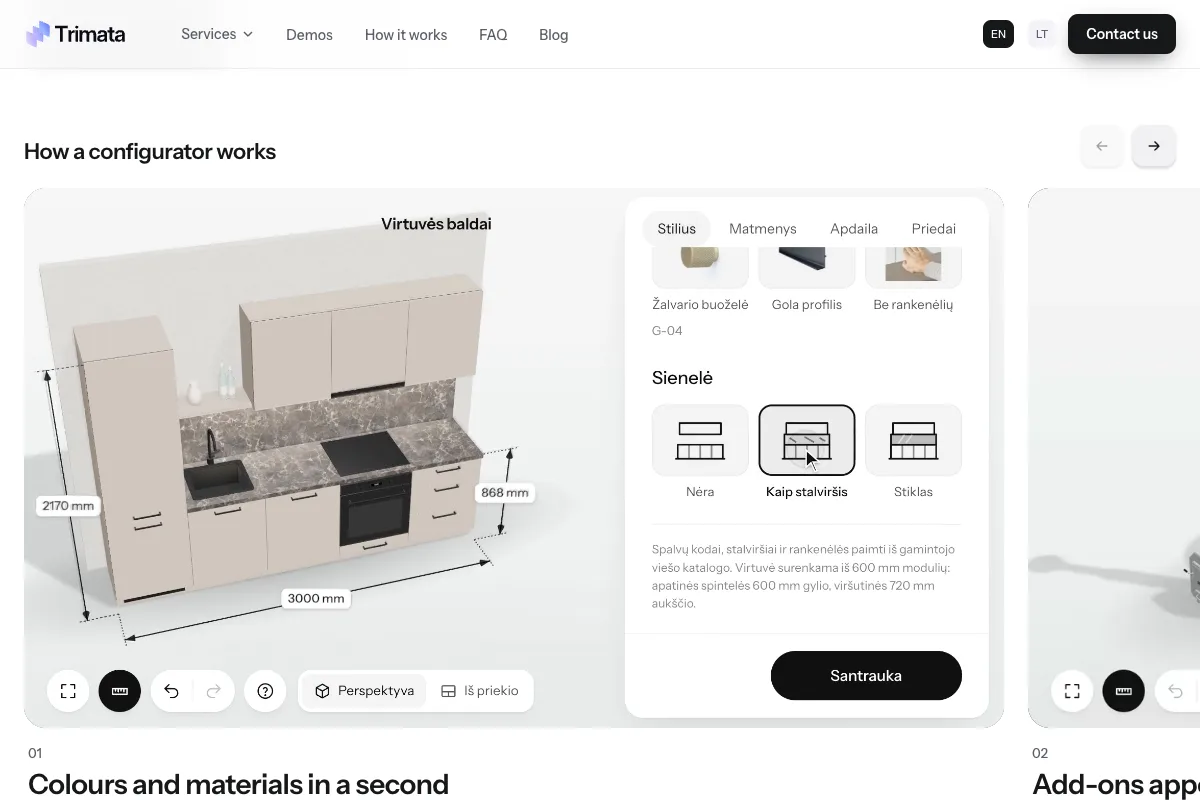 Trimata
Services
Demos
How it works
FAQ
Blog
EN
LT
Contact us
How a configurator works
Virtuvės baldai
Stilius
Matmenys
Apdaila
Priedai
Žalvario buoželė
Gola profilis
Be rankenėlių
G-04
Sienelė
Nėra
Kaip stalviršis
Stiklas
Spalvų kodai, stalviršiai ir rankenėlės paimti iš gamintojo
viešo katalogo. Virtuvė surenkama iš 600 mm modulių:
apatinės spintelės 600 mm gylio, viršutinės 720 mm
aukščio.
Santrauka
2170 mm
868 mm
3000 mm
Perspektyva
Iš priekio
01
Colours and materials in a second
02
Add-ons appe